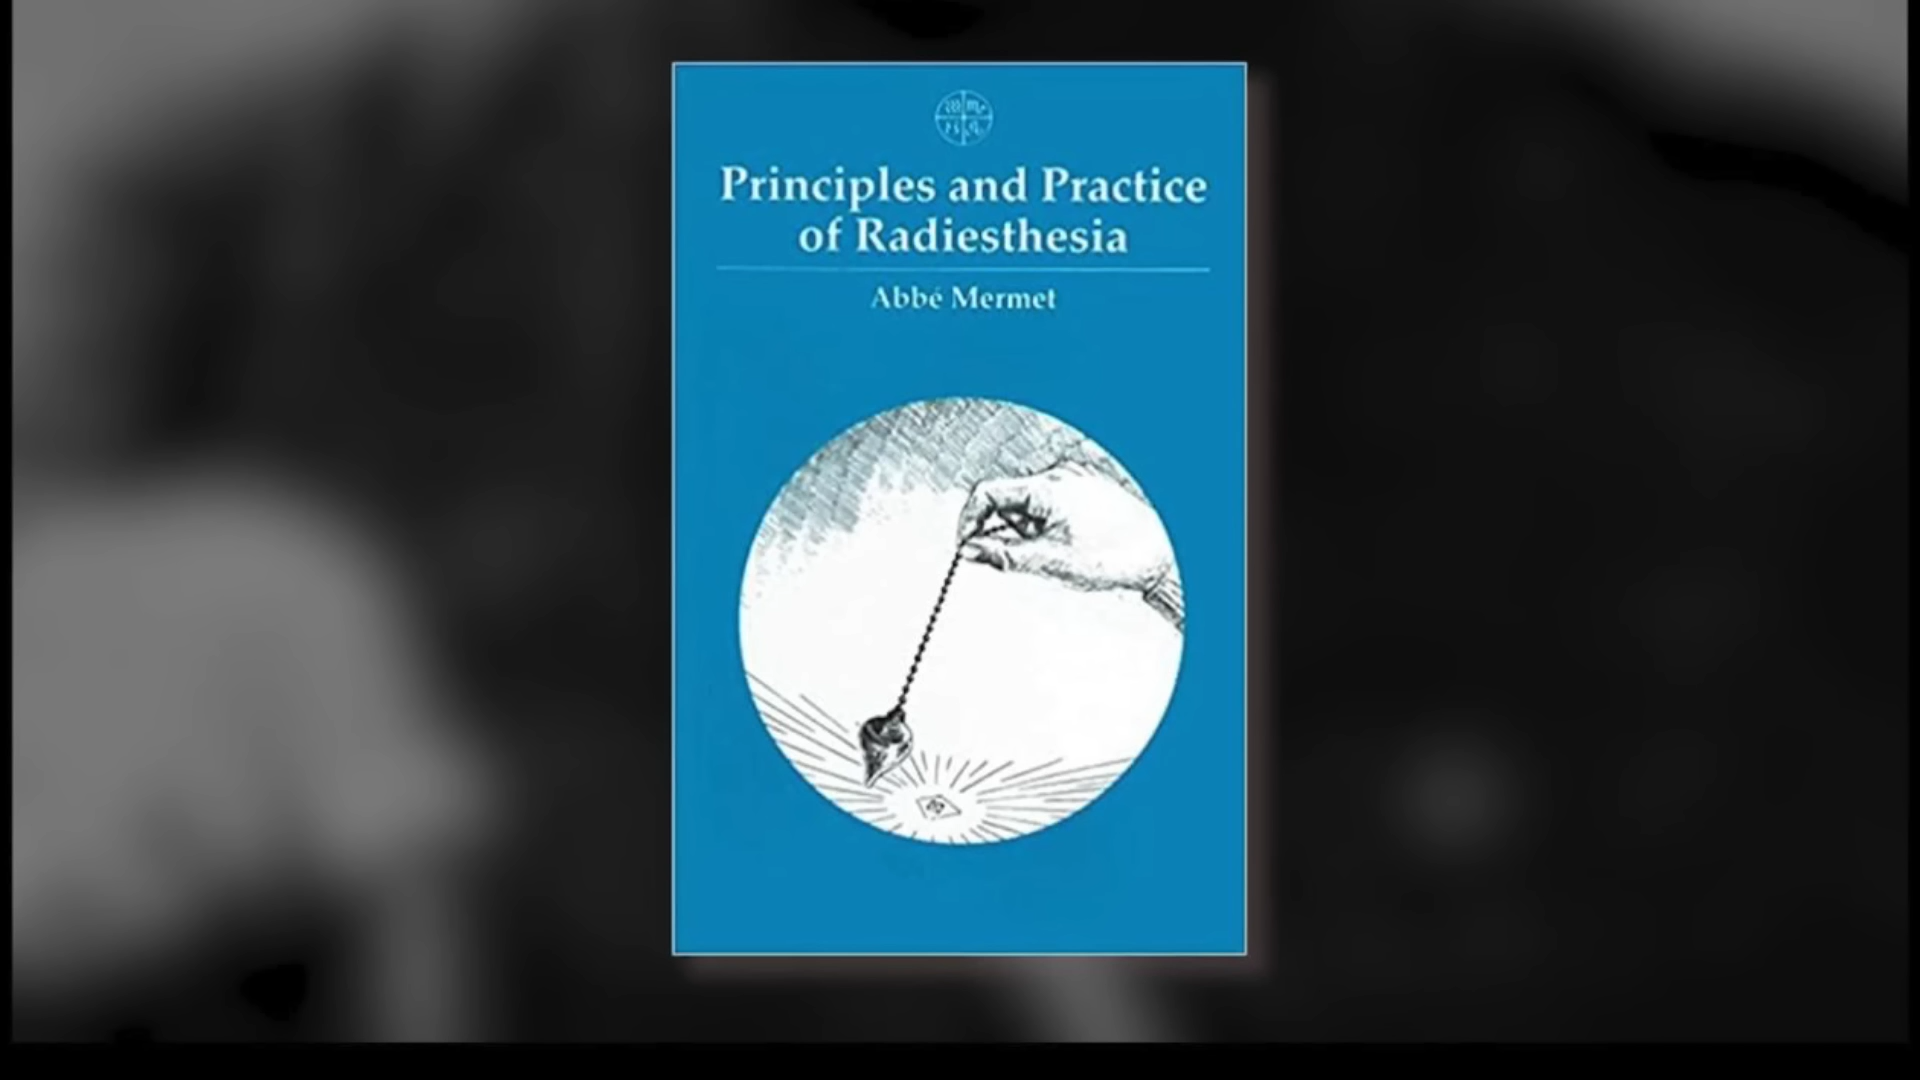 Principles and Practice
of Radiesthesia
Abbé Mermet